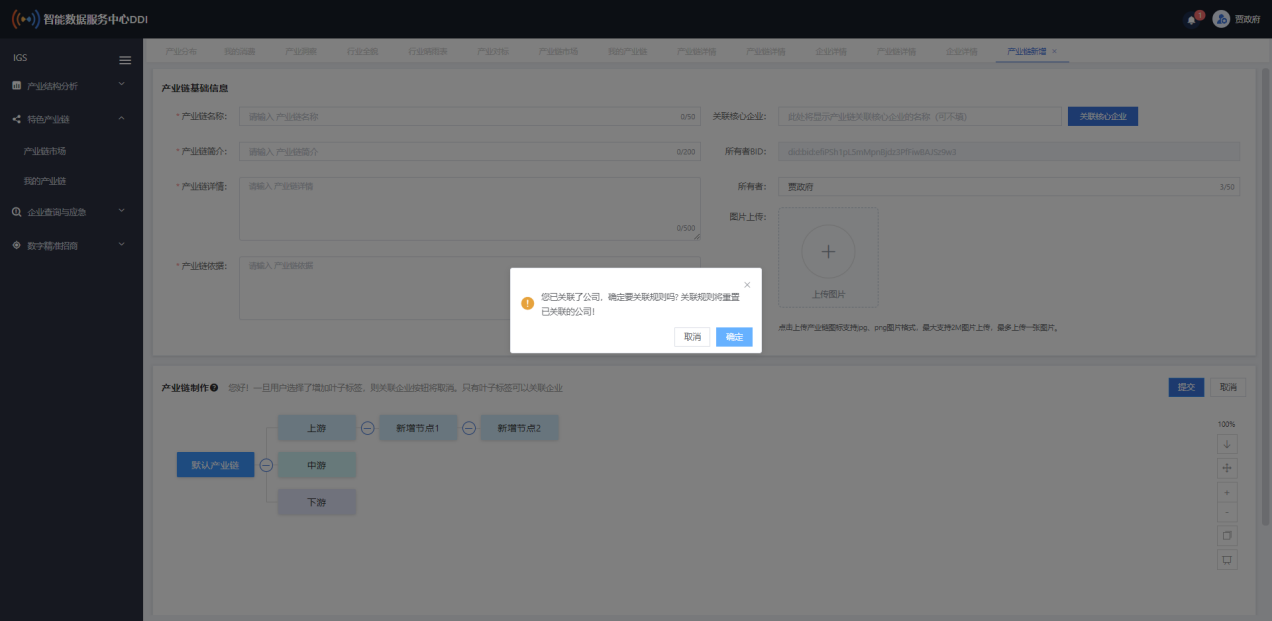 智能数据服务中心DDI
1
贾政府
IGS
产业结构分析
特色产业链
产业链市场
我的产业链
企业查询与应急
数字精准招商
产业分布
产业洞察
行业全貌
产业对标
产业链市场
我的产业链
产业链详情
产业链详情
企业详情
产业链详情
企业详情
产业链新增 ×
产业链基础信息
* 产业链名称: 请输入 产业链名称 0/50
关联核心企业: 此处将显示产业链关联核心企业的名称（可不填） 关联核心企业
* 产业链简介: 请输入 产业链简介 0/200
所有者BID:
* 产业链详情: 请输入 产业链详情 0/500
所有者: 贾政府 3/50
图片上传:
上传图片
* 产业链依据: 请输入 产业链依据
点击上传产业链图标支持jpg、png图片格式，最大支持2M图片上传，最多上传一张图片。
您已关联了公司，确定要关联规则吗? 关联规则将重置
已关联的公司!
取消 确定
产业链制作 您好！一旦用户选择了增加叶子标签，则关联企业按钮将取消。只有叶子标签可以关联企业
提交 取消
100%
默认产业链
上游 新增节点1 新增节点2
中游
下游